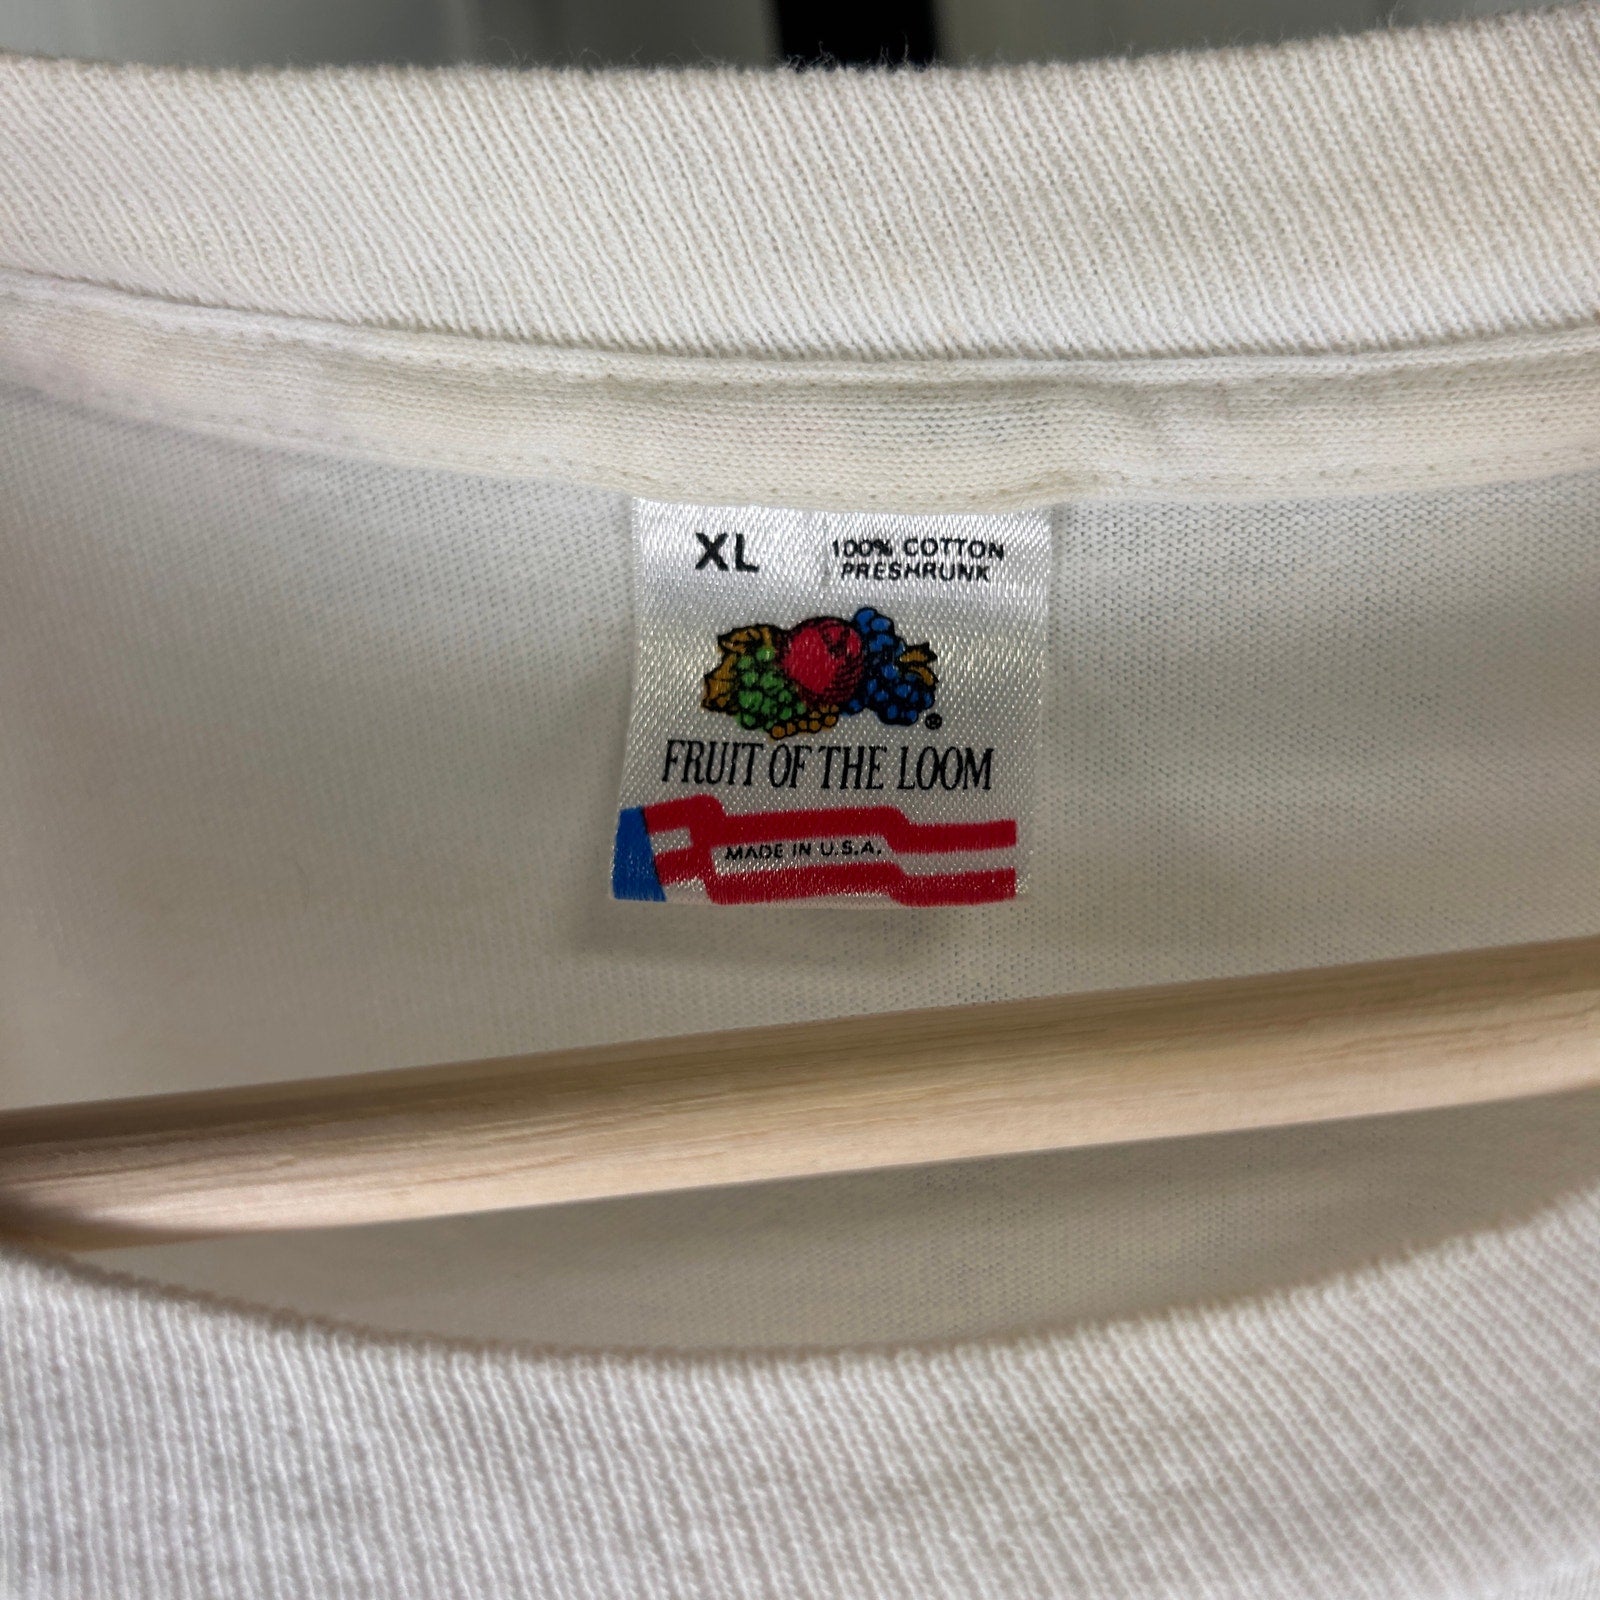 XL
100% COTTON
PRESHRUNK
®
FRUIT OF THE LOOM
MADE IN U.S.A.